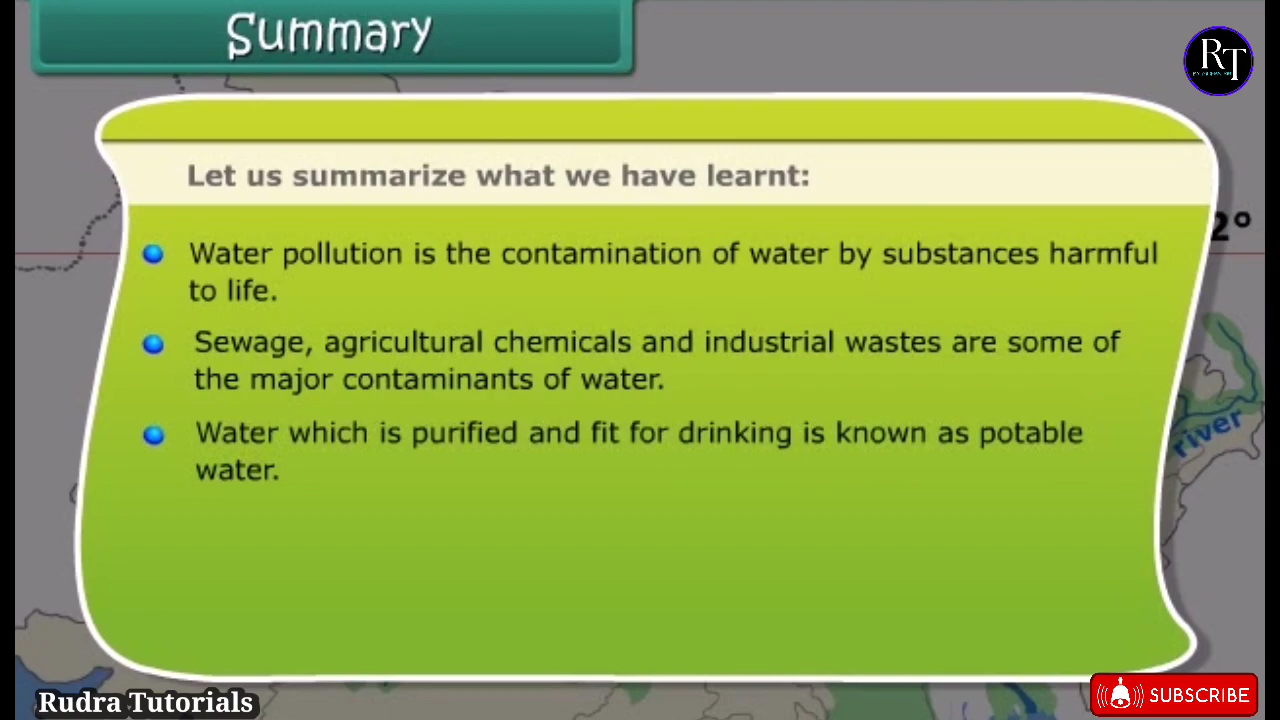 Summary
RT
Let us summarize what we have learnt:
2°
Water pollution is the contamination of water by substances harmful
to life.
Sewage, agricultural chemicals and industrial wastes are some of
the major contaminants of water.
Water which is purified and fit for drinking is known as potable
water.
river
Rudra Tutorials
SUBSCRIBE